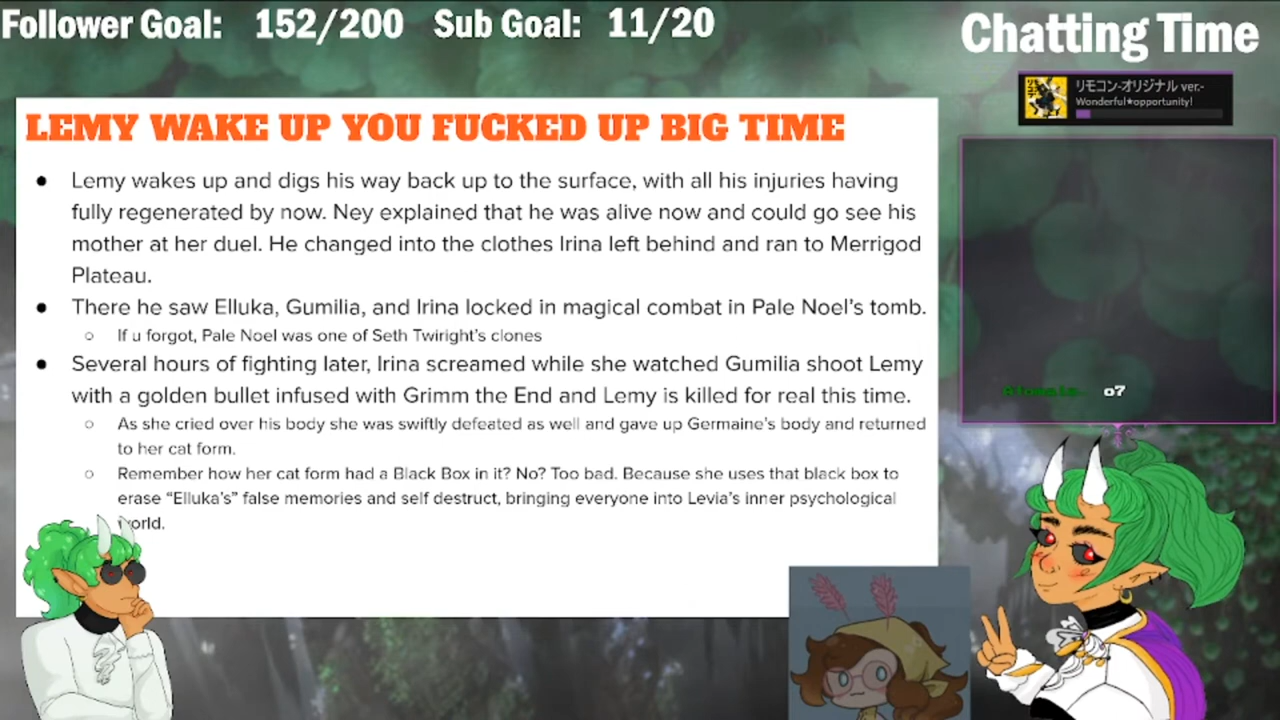 Follower Goal: 152/200 Sub Goal: 11/20
Chatting Time
リモコン-オリジナル ver.-
Wonderful★opportunity!
LEMY WAKE UP YOU FUCKED UP BIG TIME
● Lemy wakes up and digs his way back up to the surface, with all his injuries having
fully regenerated by now. Ney explained that he was alive now and could go see his
mother at her duel. He changed into the clothes Irina left behind and ran to Merrigod
Plateau.
● There he saw Elluka, Gumilia, and Irina locked in magical combat in Pale Noel's tomb.
○ If u forgot, Pale Noel was one of Seth Twiright's clones
● Several hours of fighting later, Irina screamed while she watched Gumilia shoot Lemy
with a golden bullet infused with Grimm the End and Lemy is killed for real this time.
○ As she cried over his body she was swiftly defeated as well and gave up Germaine's body and returned
to her cat form.
○ Remember how her cat form had a Black Box in it? No? Too bad. Because she uses that black box to
erase “Elluka's” false memories and self destruct, bringing everyone into Levia's inner psychological
world.
o7